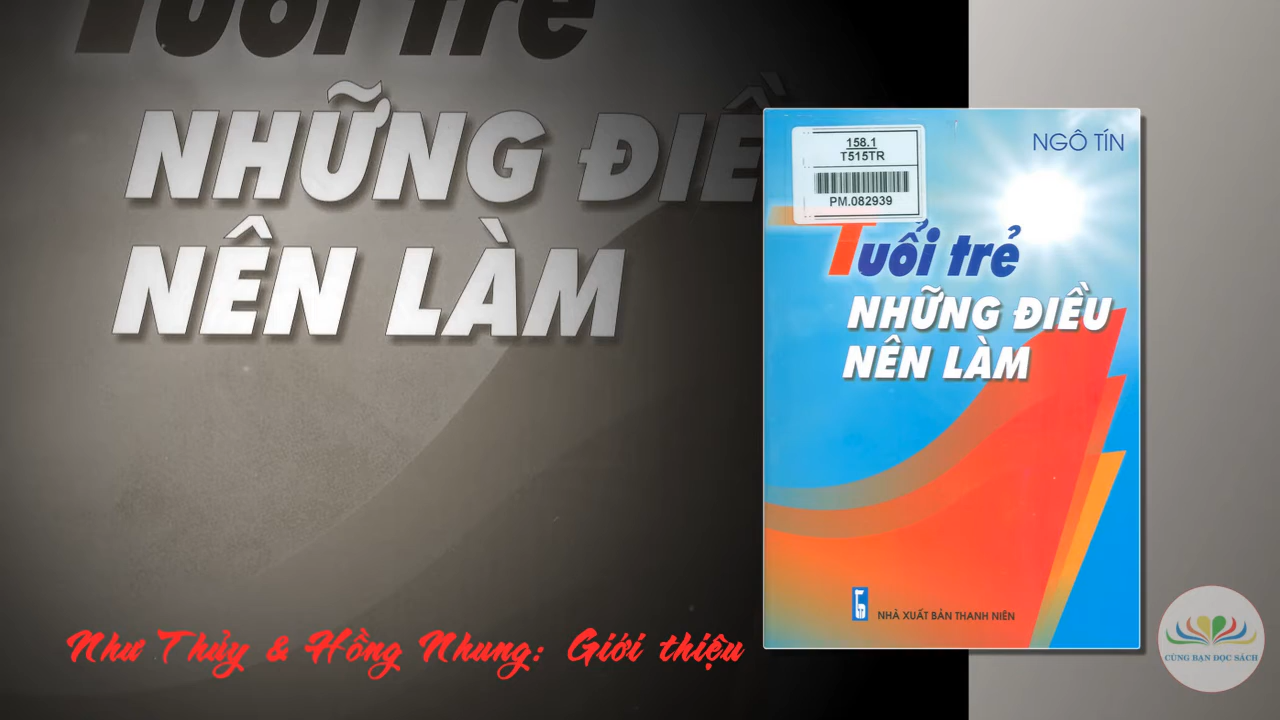 Tuổi trẻ
NHỮNG ĐIỀ
NÊN LÀM
158.1
T515TR
PM.082939
NGÔ TÍN
Tuổi trẻ
NHỮNG ĐIỀU
NÊN LÀM
NHÀ XUẤT BẢN THANH NIÊN
Như Thủy & Hồng Nhung: Giới thiệu
CÙNG BẠN ĐỌC SÁCH